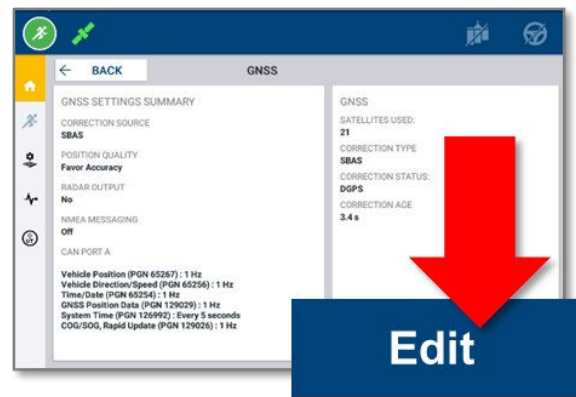 BACK
GNSS
GNSS SETTINGS SUMMARY
CORRECTION SOURCE
SBAS
POSITION QUALITY
Favor Accuracy
RADAR OUTPUT
No
NMEA MESSAGING
Off
CAN PORT A
Vehicle Position (PGN 65267) : 1 Hz
Vehicle Direction/Speed (PGN 65256) : 1 Hz
Time/Date (PGN 65254) : 1 Hz
GNSS Position Data (PGN 129029) : 1 Hz
System Time (PGN 126992) : Every 5 seconds
COG/SOG, Rapid Update (PGN 129026) : 1 Hz
GNSS
SATELLITES USED:
21
CORRECTION TYPE
SBAS
CORRECTION STATUS:
DGPS
CORRECTION AGE
3.4 s
Edit